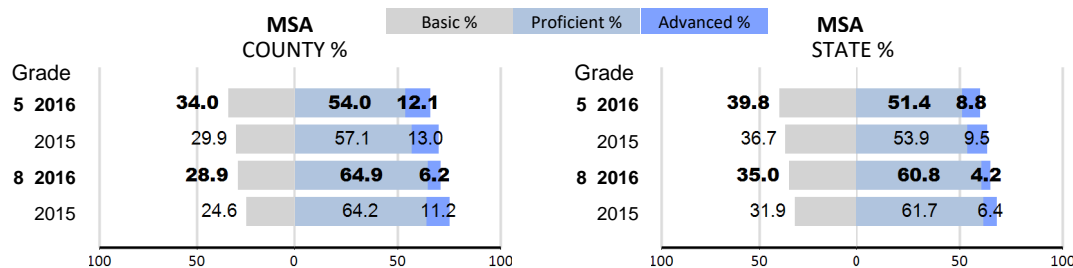 MSA
COUNTY %
Basic % Proficient % Advanced %
MSA
STATE %
Grade
5 2016 34.0 54.0 12.1
2015 29.9 57.1 13.0
8 2016 28.9 64.9 6.2
2015 24.6 64.2 11.2
100 50 0 50 100
Grade
5 2016 39.8 51.4 8.8
2015 36.7 53.9 9.5
8 2016 35.0 60.8 4.2
2015 31.9 61.7 6.4
100 50 0 50 100